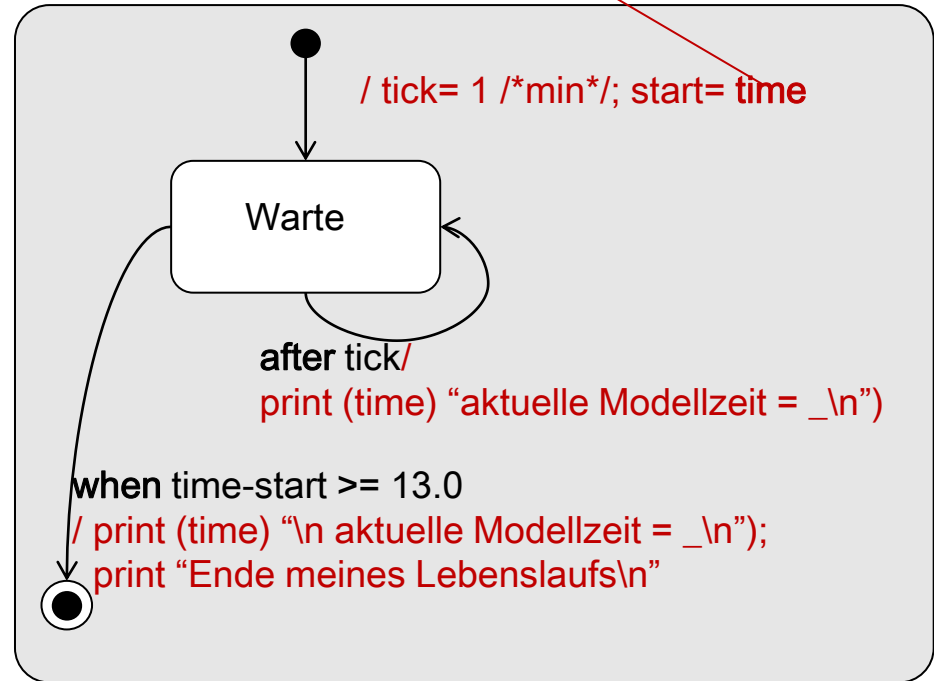 / tick= 1 /*min*/; start= time
Warte
after tick/
print (time) “aktuelle Modellzeit = _\n”)
when time-start >= 13.0
/ print (time) “\n aktuelle Modellzeit = _\n”);
print “Ende meines Lebenslaufs\n”